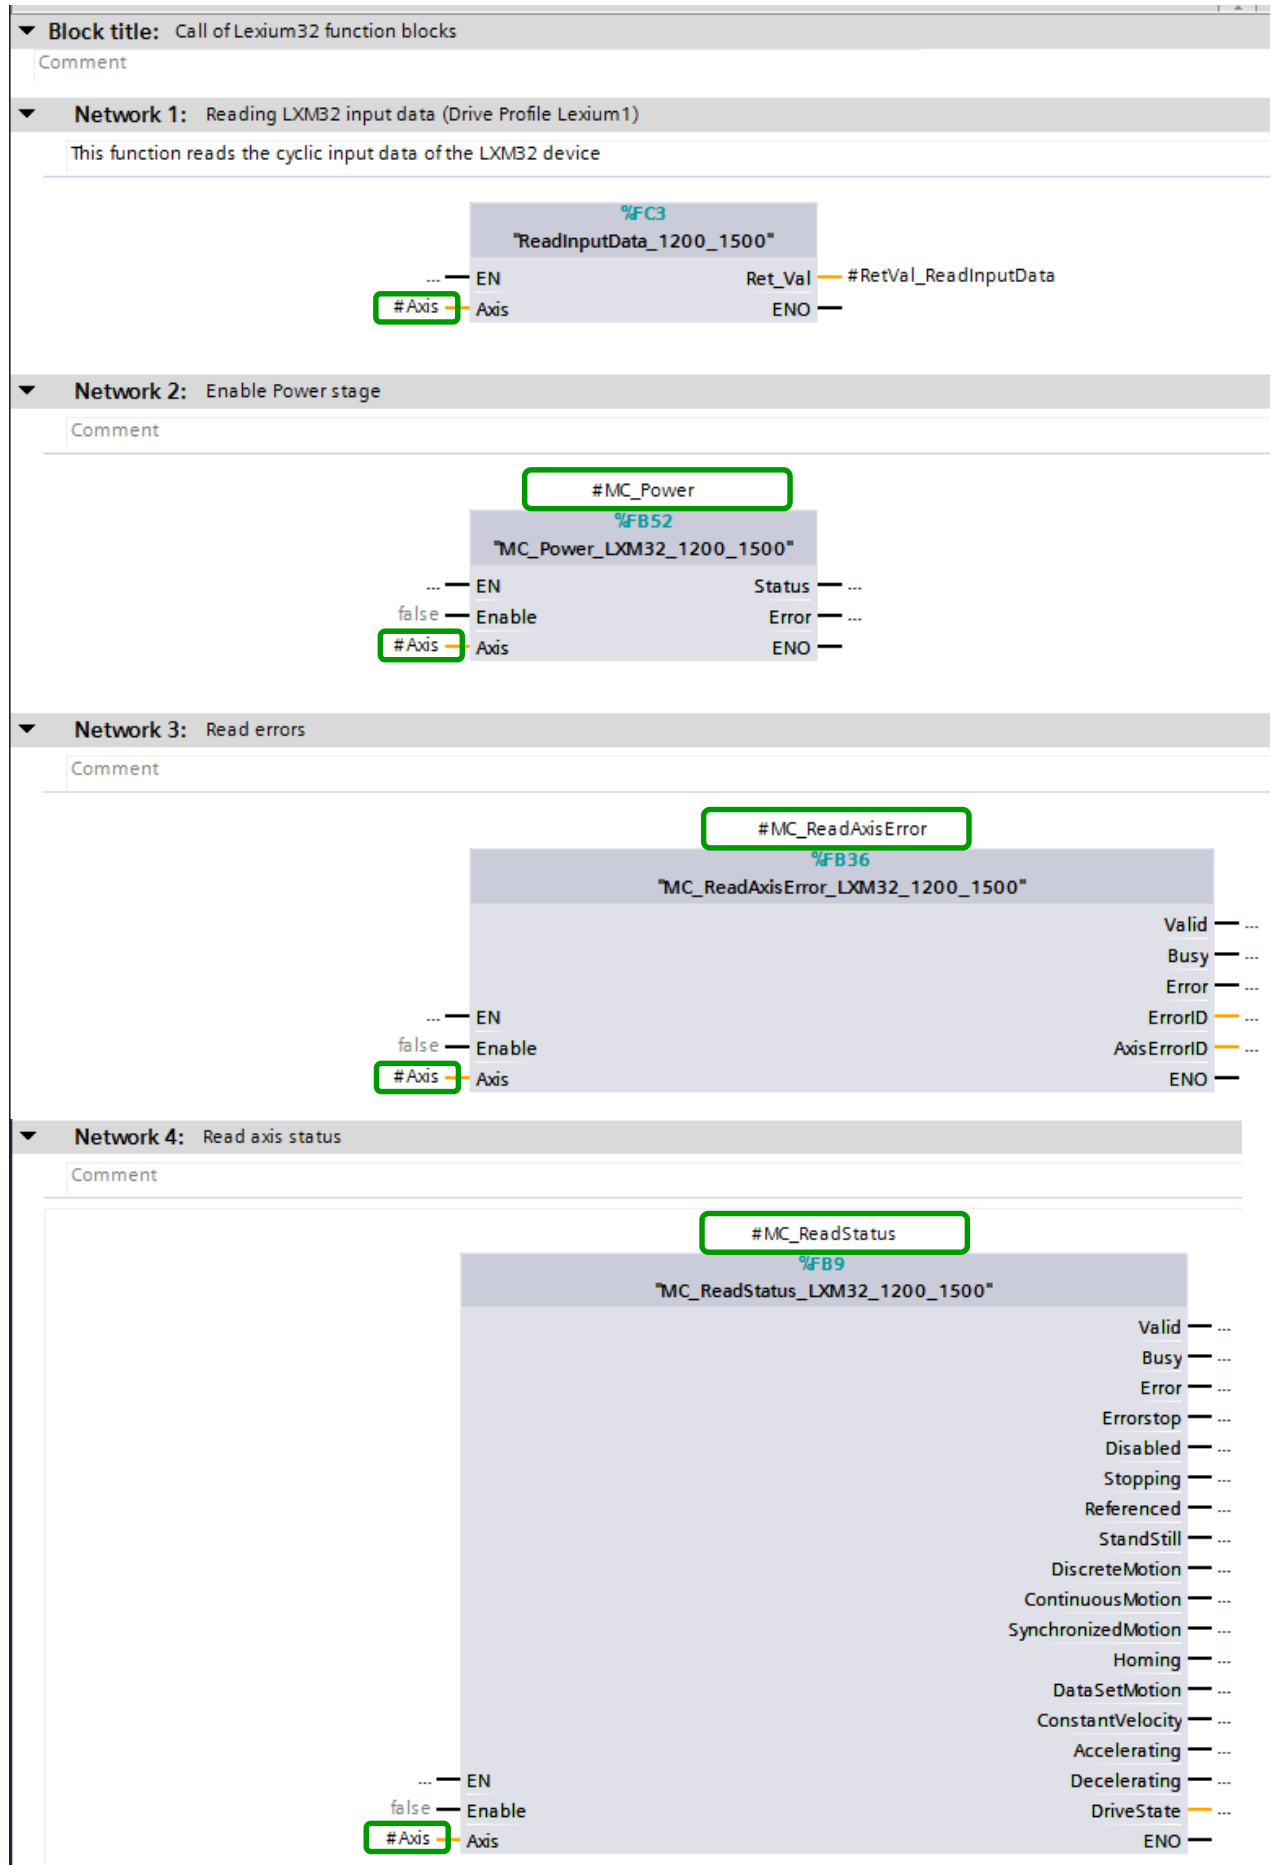 Block title: Call of Lexium32 function blocks
Comment
Network 1: Reading LXM32 input data (Drive Profile Lexium1)
This function reads the cyclic input data of the LXM32 device
%FC3
"ReadInputData_1200_1500"
... EN Ret_Val #RetVal_ReadInputData
#Axis Axis ENO
Network 2: Enable Power stage
Comment
#MC_Power
%FB52
"MC_Power_LXM32_1200_1500"
... EN Status ...
false Enable Error ...
#Axis Axis ENO
Network 3: Read errors
Comment
#MC_ReadAxisError
%FB36
"MC_ReadAxisError_LXM32_1200_1500"
Valid ...
Busy ...
Error ...
... EN ErrorID ...
false Enable AxisErrorID ...
#Axis Axis ENO
Network 4: Read axis status
Comment
#MC_ReadStatus
%FB9
"MC_ReadStatus_LXM32_1200_1500"
Valid ...
Busy ...
Error ...
Errorstop ...
Disabled ...
Stopping ...
Referenced ...
StandStill ...
DiscreteMotion ...
ContinuousMotion ...
SynchronizedMotion ...
Homing ...
DataSetMotion ...
ConstantVelocity ...
Accelerating ...
... EN Decelerating ...
false Enable DriveState ...
#Axis Axis ENO